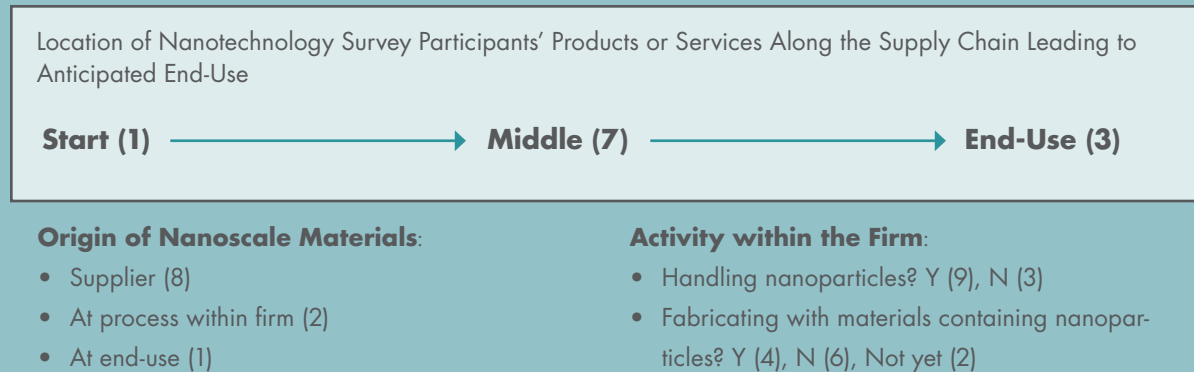 Location of Nanotechnology Survey Participants’ Products or Services Along the Supply Chain Leading to
Anticipated End-Use
Start (1) Middle (7) End-Use (3)
Origin of Nanoscale Materials:
• Supplier (8)
• At process within firm (2)
• At end-use (1)
Activity within the Firm:
• Handling nanoparticles? Y (9), N (3)
• Fabricating with materials containing nanopar-
ticles? Y (4), N (6), Not yet (2)